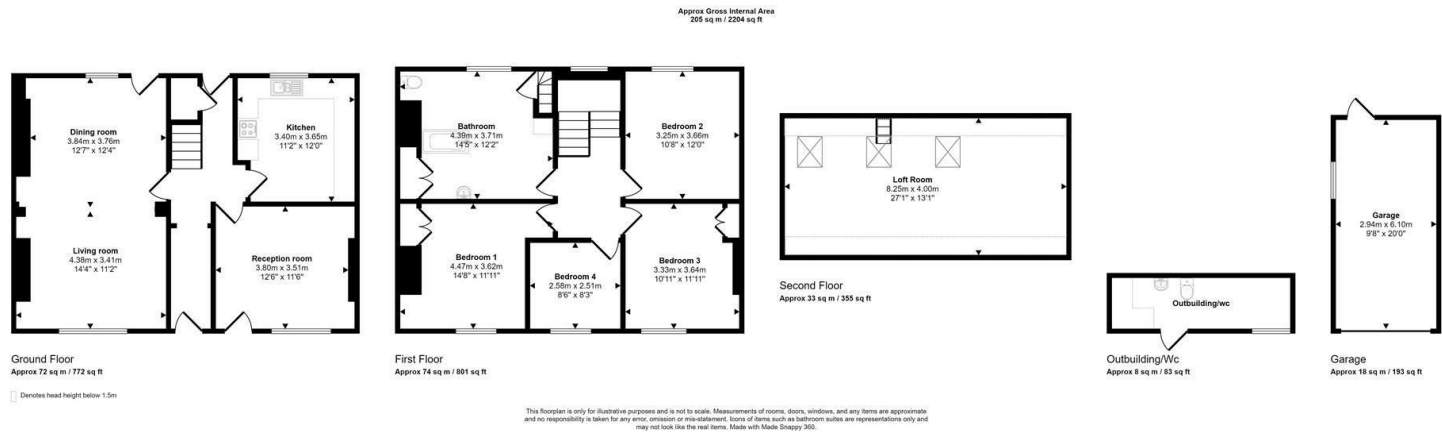 Approx Gross Internal Area
205 sq m / 2204 sq ft
Dining room
3.84m x 3.76m
12'7" x 12'4"
Living room
4.38m x 3.41m
14'4" x 11'2"
Kitchen
3.40m x 3.65m
11'2" x 12'0"
Reception room
3.80m x 3.51m
12'6" x 11'6"
Ground Floor
Approx 72 sq m / 772 sq ft
Denotes head height below 1.5m
Bathroom
4.39m x 3.71m
14'5" x 12'2"
Bedroom 2
3.25m x 3.66m
10'8" x 12'0"
Bedroom 1
4.47m x 3.62m
14'8" x 11'11"
Bedroom 4
2.58m x 2.51m
8'6" x 8'3"
Bedroom 3
3.33m x 3.64m
10'11" x 11'11"
First Floor
Approx 74 sq m / 801 sq ft
Loft Room
8.25m x 4.00m
27'1" x 13'1"
Second Floor
Approx 33 sq m / 355 sq ft
Outbuilding/wc
Outbuilding/Wc
Approx 8 sq m / 83 sq ft
Garage
2.94m x 6.10m
9'8" x 20'0"
Garage
Approx 18 sq m / 193 sq ft
This floorplan is only for illustrative purposes and is not to scale. Measurements of rooms, doors, windows, and any items are approximate
and no responsibility is taken for any error, omission or mis-statement. Icons of items such as bathroom suites are representations only and
may not look like the real items. Made with Made Snappy 360.